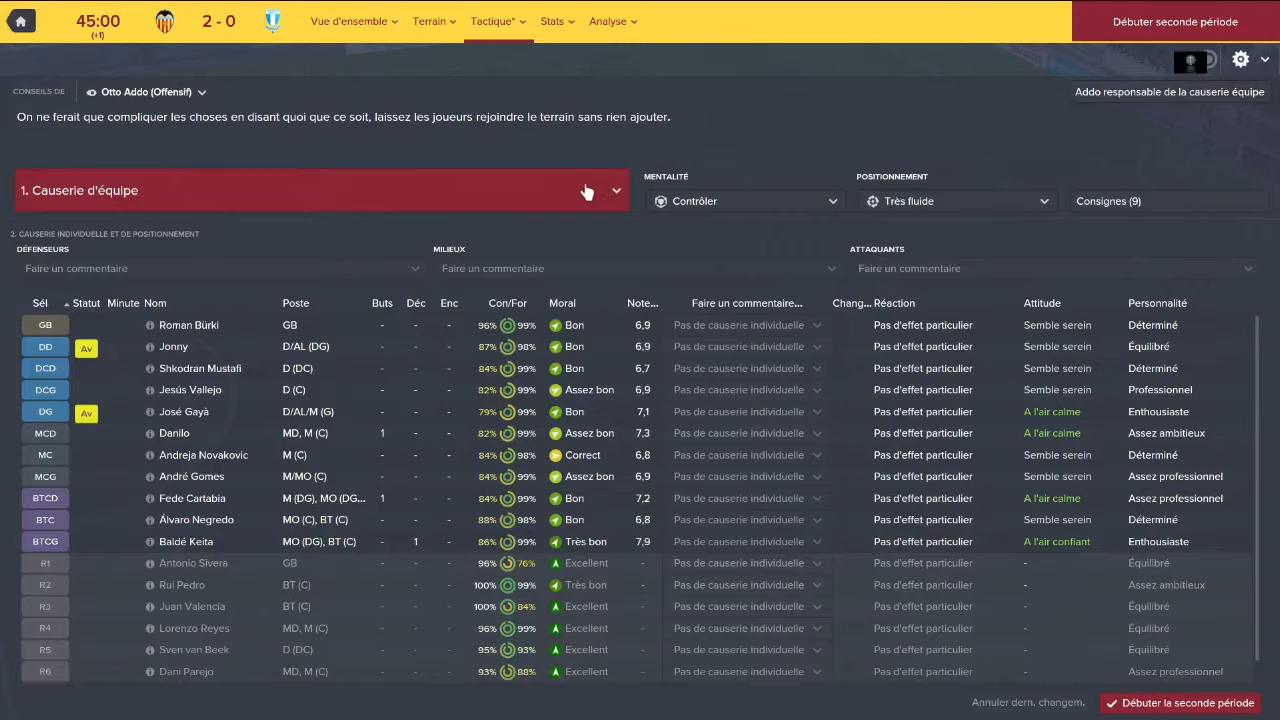 45:00 2 - 0 Vue d'ensemble Terrain Tactique* Stats Analyse Débuter seconde période
(+1)
CONSEILS DE Otto Addo (Offensif) Addo responsable de la causerie équipe
On ne ferait que compliquer les choses en disant quoi que ce soit, laissez les joueurs rejoindre le terrain sans rien ajouter.
MENTALITÉ POSITIONNEMENT
1. Causerie d'équipe Contrôler Très fluide Consignes (9)
2. CAUSERIE INDIVIDUELLE ET DE POSITIONNEMENT
DÉFENSEURS MILIEUX ATTAQUANTS
Faire un commentaire Faire un commentaire Faire un commentaire
Sél Statut Minute Nom Poste Buts Déc Enc Con/For Moral Note... Faire un commentaire... Chang... Réaction Attitude Personnalité
GB Roman Bürki GB - - - 96% 99% Bon 6,9 Pas de causerie individuelle Pas d'effet particulier Semble serein Déterminé
DD Av Jonny D/AL (DG) - - - 87% 98% Bon 6,9 Pas de causerie individuelle Pas d'effet particulier Semble serein Équilibré
DCD Shkodran Mustafi D (DC) - - - 84% 99% Bon 6,7 Pas de causerie individuelle Pas d'effet particulier Semble serein Déterminé
DCG Jesús Vallejo D (C) - - - 82% 99% Assez bon 6,9 Pas de causerie individuelle Pas d'effet particulier Semble serein Professionnel
DG Av José Gayà D/AL/M (G) - - - 79% 99% Bon 7,1 Pas de causerie individuelle Pas d'effet particulier A l'air calme Enthousiaste
MCD Danilo MD, M (C) 1 - - 82% 99% Assez bon 7,3 Pas de causerie individuelle Pas d'effet particulier A l'air calme Assez ambitieux
MC Andreja Novakovic M (C) - - - 84% 98% Correct 6,8 Pas de causerie individuelle Pas d'effet particulier Semble serein Déterminé
MCG André Gomes M/MO (C) - - - 84% 99% Assez bon 6,9 Pas de causerie individuelle Pas d'effet particulier Semble serein Assez professionnel
BTCD Fede Cartabia M (DG), MO (DG... 1 - - 84% 99% Bon 7,2 Pas de causerie individuelle Pas d'effet particulier A l'air calme Assez professionnel
BTC Álvaro Negredo MO (C), BT (C) - - - 88% 98% Bon 6,8 Pas de causerie individuelle Pas d'effet particulier Semble serein Déterminé
BTCG Baldé Keita MO (DG), BT (C) - 1 - 86% 99% Très bon 7,9 Pas de causerie individuelle Pas d'effet particulier A l'air confiant Enthousiaste
R1 Antonio Sivera GB - - - 96% 76% Excellent - Pas de causerie individuelle Pas d'effet particulier - Équilibré
R2 Rui Pedro BT (C) - - - 100% 99% Très bon - Pas de causerie individuelle Pas d'effet particulier - Assez ambitieux
R3 Juan Valencia BT (C) - - - 100% 84% Excellent - Pas de causerie individuelle Pas d'effet particulier - Équilibré
R4 Lorenzo Reyes MD, M (C) - - - 96% 99% Excellent - Pas de causerie individuelle Pas d'effet particulier - Équilibré
R5 Sven van Beek D (DC) - - - 95% 93% Excellent - Pas de causerie individuelle Pas d'effet particulier - Équilibré
R6 Dani Parejo MD, M (C) - - - 93% 88% Excellent - Pas de causerie individuelle Pas d'effet particulier - Assez professionnel
Annuler dern. changem. Débuter la seconde période